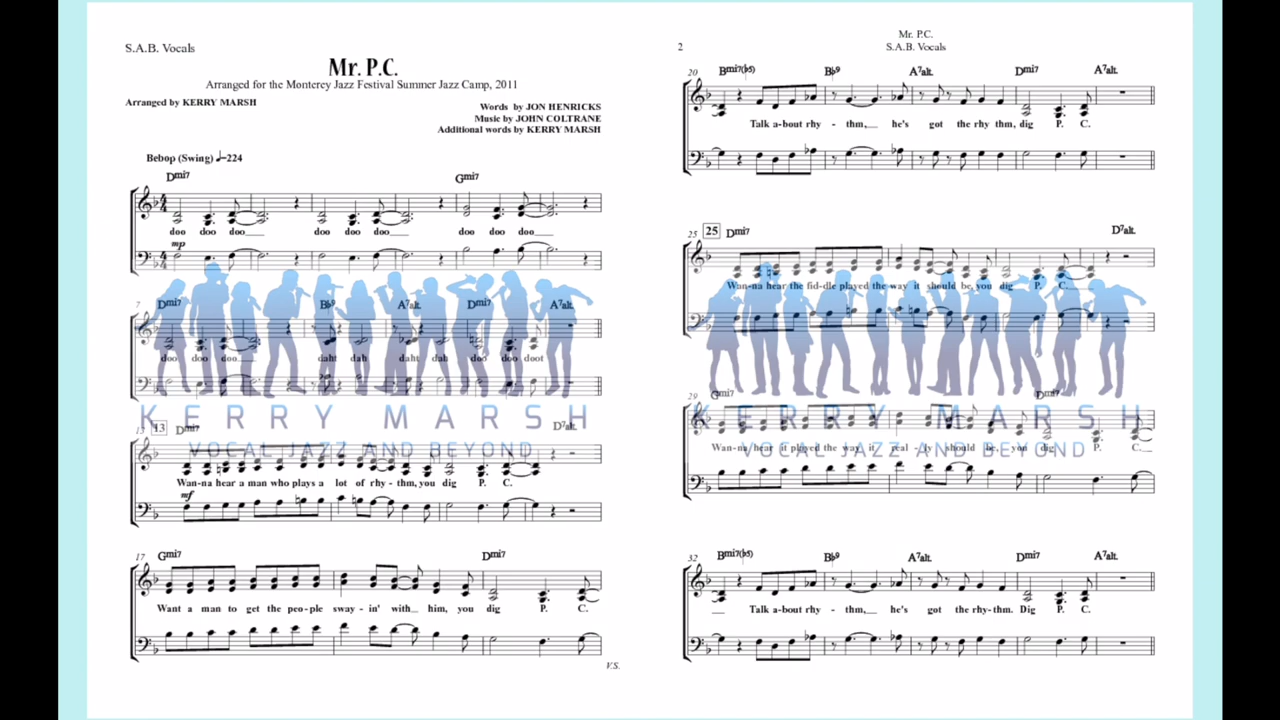 S.A.B. Vocals
Mr. P.C.
Arranged for the Monterey Jazz Festival Summer Jazz Camp, 2011
Arranged by KERRY MARSH
Words by JON HENRICKS
Music by JOHN COLTRANE
Additional words by KERRY MARSH
Bebop (Swing) ♩=224
Dmi7 Gmi7
doo doo doo doo doo doo doo doo doo
mp
7 Dmi7 B♭9 A7alt. Dmi7 A7alt.
doo doo doo daht dah daht dah doo doo doot
KERRY MARSH
VOCAL JAZZ AND BEYOND
13 Dmi7 D7alt.
Wan-na hear a man who plays a lot of rhy-thm, you dig P. C.
mf
17 Gmi7 Dmi7
Want a man to get the peo-ple sway-in' with him, you dig P. C.
V.S.
2
Mr. P.C.
S.A.B. Vocals
20 Bmi7(♭5) B♭9 A7alt. Dmi7 A7alt.
Talk a-bout rhy-thm, he's got the rhy thm, dig P. C.
25 25 Dmi7 D7alt.
Wan-na hear the fid-dle played the way it should be, you dig P. C.
29 Gmi7 Dmi7
Wan-na hear it played the way it real ly should be, you dig P. C.
KERRY MARSH
VOCAL JAZZ AND BEYOND
32 Bmi7(♭5) B♭9 A7alt. Dmi7 A7alt.
Talk a-bout rhy-thm, he's got the rhy-thm. Dig P. C.